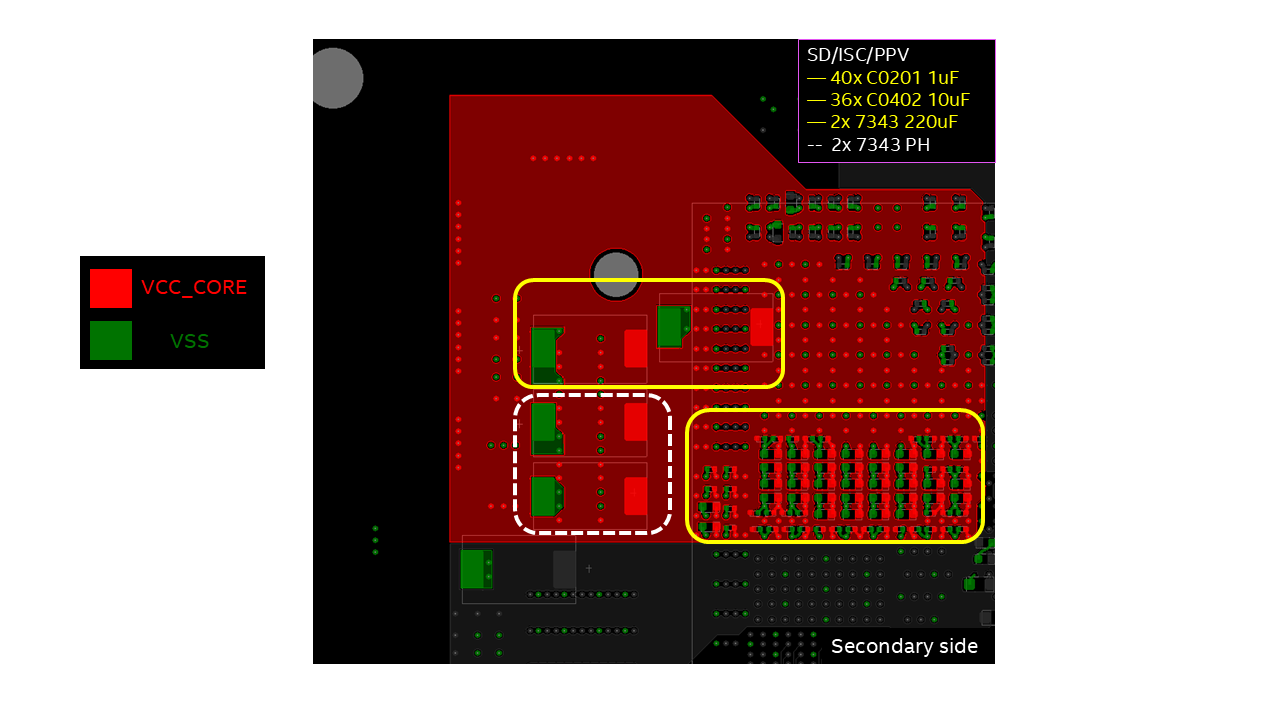 SD/ISC/PPV
— 40x C0201 1uF
— 36x C0402 10uF
— 2x 7343 220uF
-- 2x 7343 PH
VCC_CORE
VSS
Secondary side